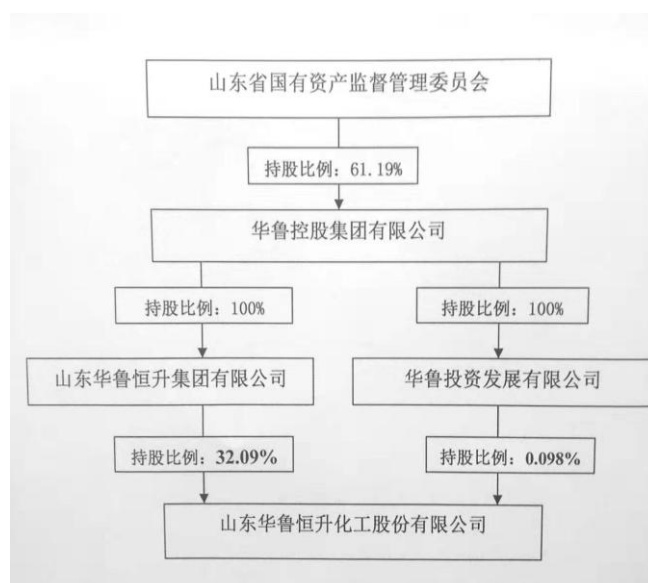 山东省国有资产监督管理委员会
持股比例：61.19%
华鲁控股集团有限公司
持股比例：100%
持股比例：100%
山东华鲁恒升集团有限公司
华鲁投资发展有限公司
持股比例：32.09%
持股比例：0.098%
山东华鲁恒升化工股份有限公司